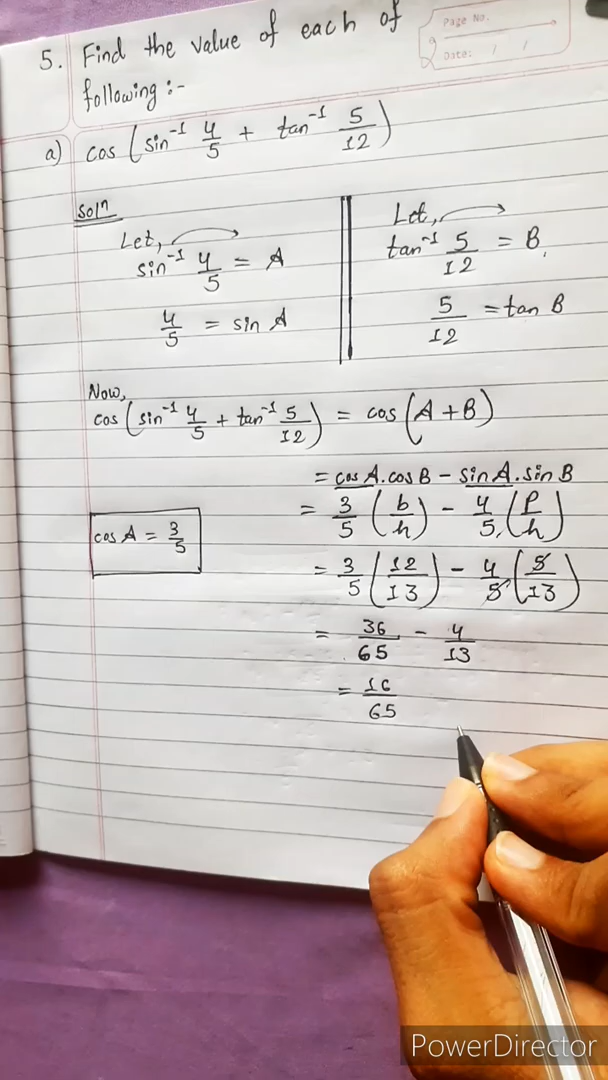 Page No.
Date: / /
5. Find the value of each of
following :-
a) cos (sin⁻¹ 4/5 + tan⁻¹ 5/12)
Solⁿ
Let,
sin⁻¹ 4/5 = A
4/5 = sin A
Let,
tan⁻¹ 5/12 = B,
5/12 = tan B
Now,
cos (sin⁻¹ 4/5 + tan⁻¹ 5/12) = cos (A + B)
= cos A . cos B - sin A . sin B
= 3/5 (b/h) - 4/5 (p/h)
cos A = 3/5
= 3/5 (12/13) - 4/5 (5/13)
= 36/65 - 4/13
= 16/65
PowerDirector